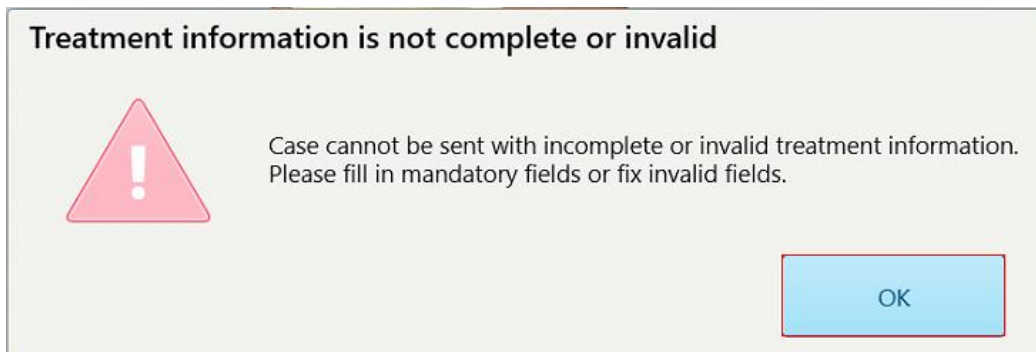 Treatment information is not complete or invalid
Case cannot be sent with incomplete or invalid treatment information.
Please fill in mandatory fields or fix invalid fields.
OK